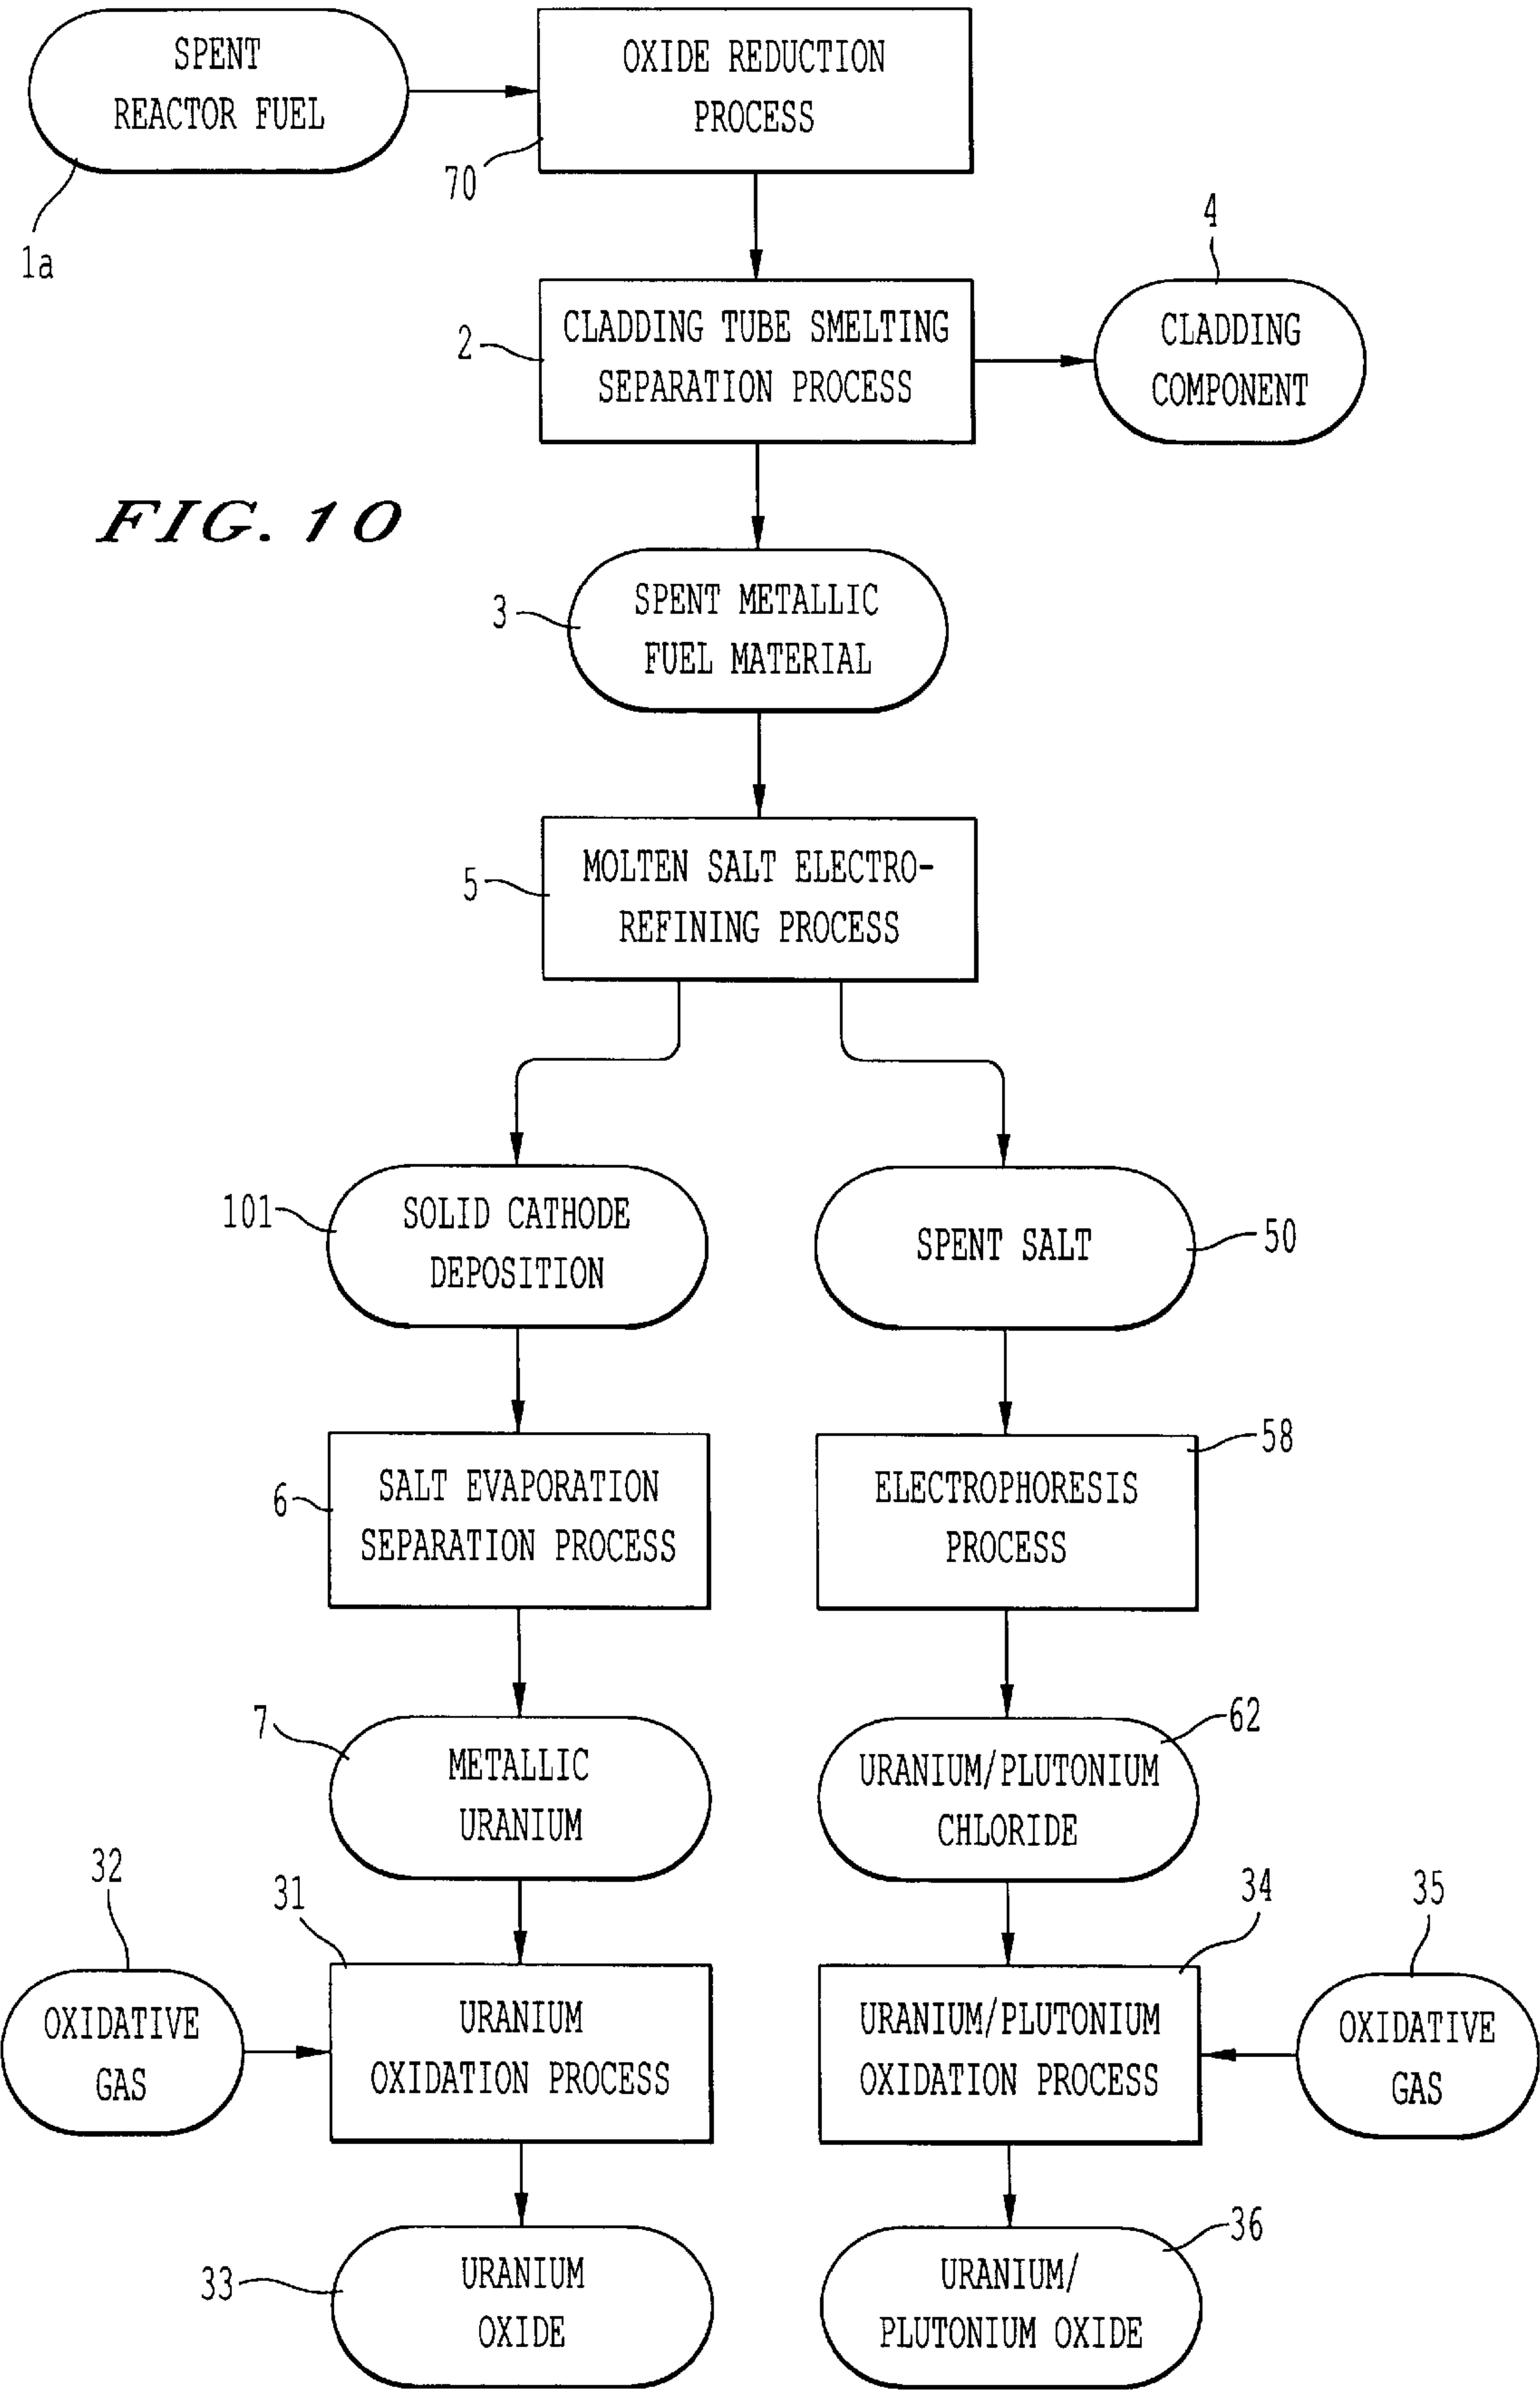 SPENT
REACTOR FUEL
1a
OXIDE REDUCTION
PROCESS
70
CLADDING TUBE SMELTING
SEPARATION PROCESS
2
CLADDING
COMPONENT
4
FIG. 10
SPENT METALLIC
FUEL MATERIAL
3
MOLTEN SALT ELECTRO-
REFINING PROCESS
5
SOLID CATHODE
DEPOSITION
101
SPENT SALT
50
SALT EVAPORATION
SEPARATION PROCESS
6
ELECTROPHORESIS
PROCESS
58
METALLIC
URANIUM
7
URANIUM/PLUTONIUM
CHLORIDE
62
OXIDATIVE
GAS
32
URANIUM
OXIDATION PROCESS
31
URANIUM/PLUTONIUM
OXIDATION PROCESS
34
OXIDATIVE
GAS
35
URANIUM
OXIDE
33
URANIUM/
PLUTONIUM OXIDE
36